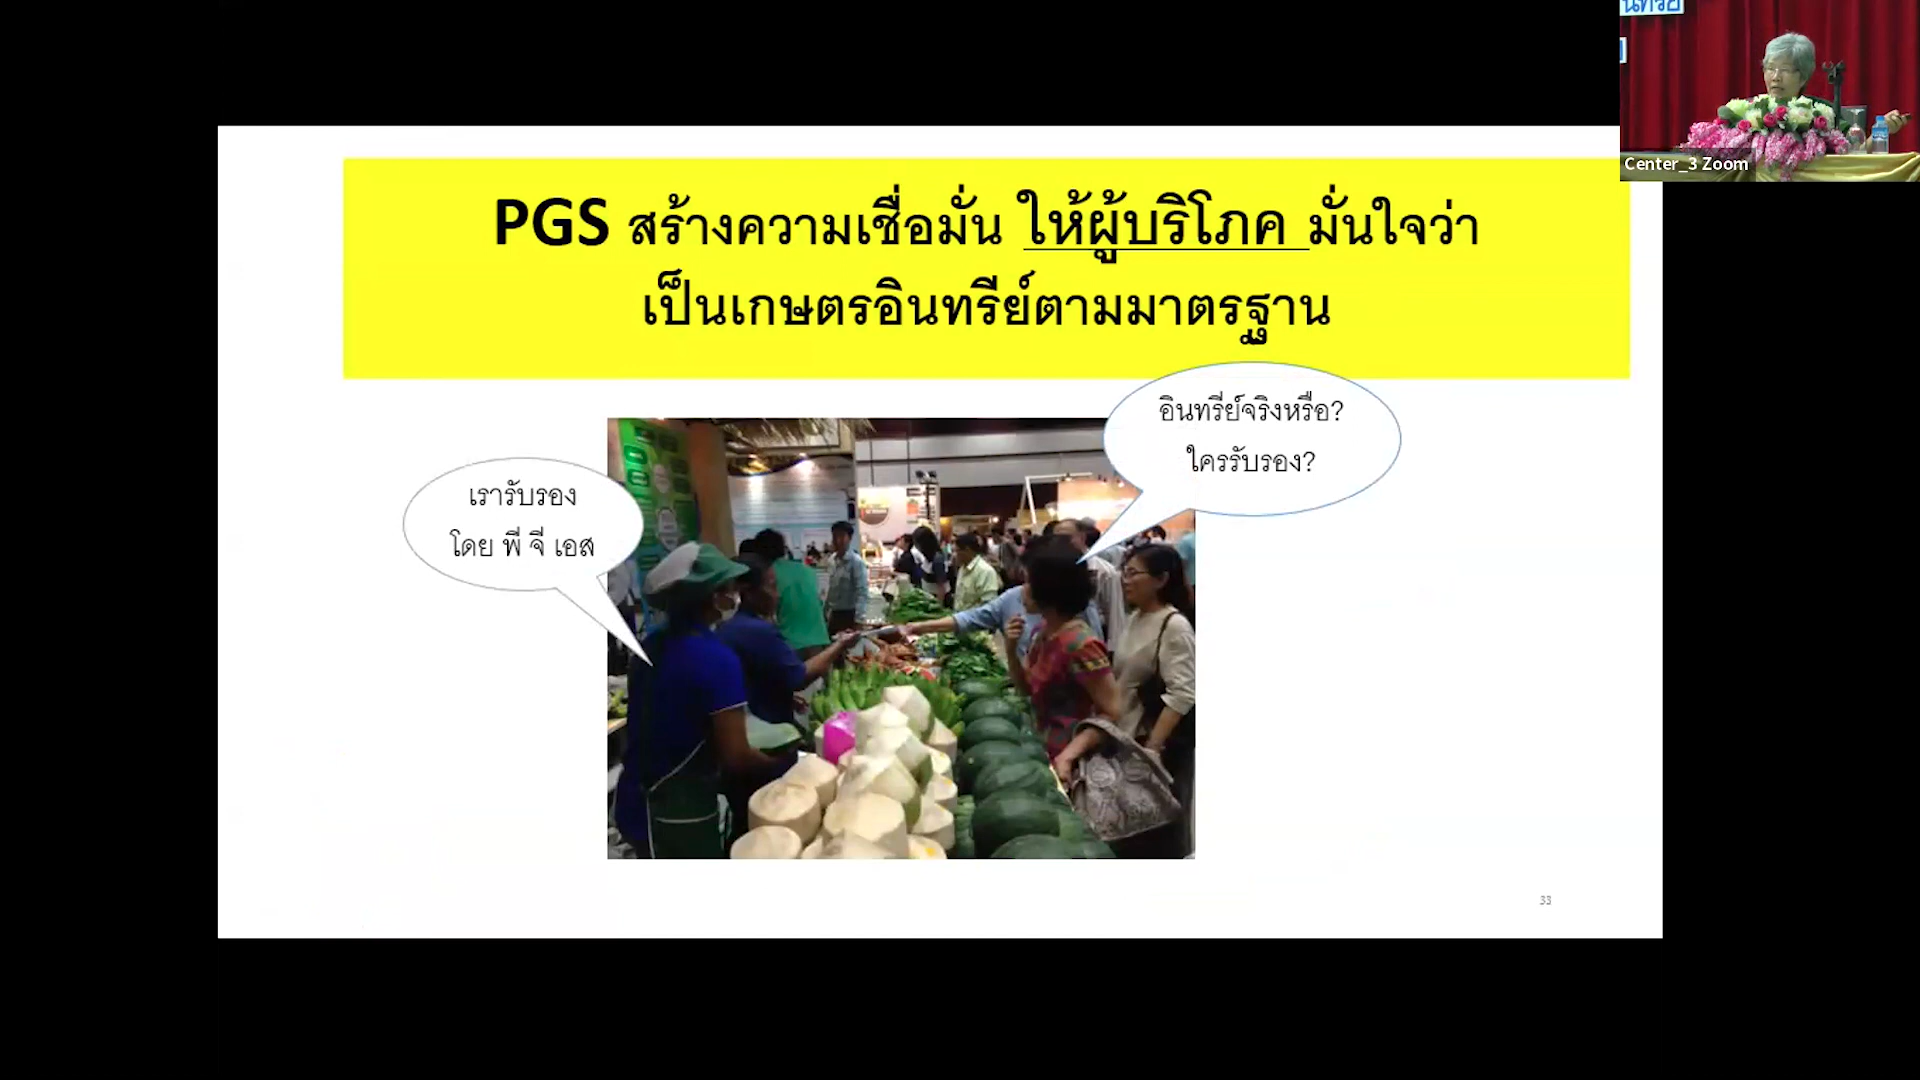 PGS สร้างความเชื่อมั่น ให้ผู้บริโภค มั่นใจว่า
เป็นเกษตรอินทรีย์ตามมาตรฐาน
อินทรีย์จริงหรือ?
ใครรับรอง?
เรารับรอง
โดย พี จี เอส
33
Center_3 Zoom